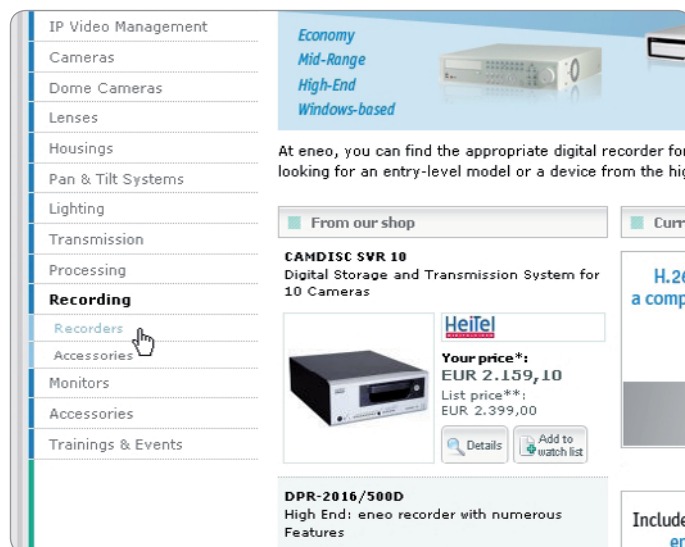 IP Video Management
Cameras
Dome Cameras
Lenses
Housings
Pan & Tilt Systems
Lighting
Transmission
Processing
Recording
Recorders
Accessories
Monitors
Accessories
Trainings & Events
Economy
Mid-Range
High-End
Windows-based
At eneo, you can find the appropriate digital recorder for
looking for an entry-level model or a device from the
From our shop
CAMDISC SVR 10
Digital Storage and Transmission System for
10 Cameras
HeiTel
Your price*:
EUR 2.159,10
List price**:
EUR 2.399,00
Details
Add to
watch list
DPR-2016/500D
High End: eneo recorder with numerous
Features
H.26
a comp
Include